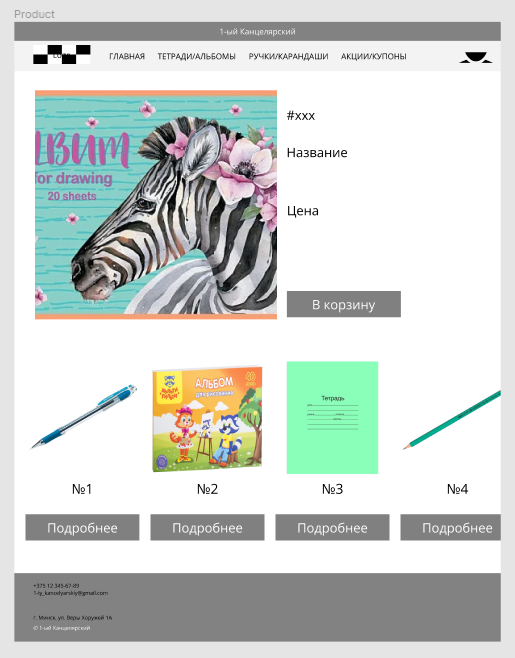 Product
1-ый Канцелярский
ГЛАВНАЯ ТЕТРАДИ/АЛЬБОМЫ РУЧКИ/КАРАНДАШИ АКЦИИ/КУПОНЫ
#xxx
lbum
for drawing
20 sheets
Название
Цена
В корзину
АЛЬБОМ
для рисования
Тетрадь
№1 №2 №3 №4
Подробнее Подробнее Подробнее Подробнее
+375 12 345-67-89
1-iy_kancelyarskiy@gmail.com
г. Минск, ул. Веры Хоружей 16
© 1-ый Канцелярский